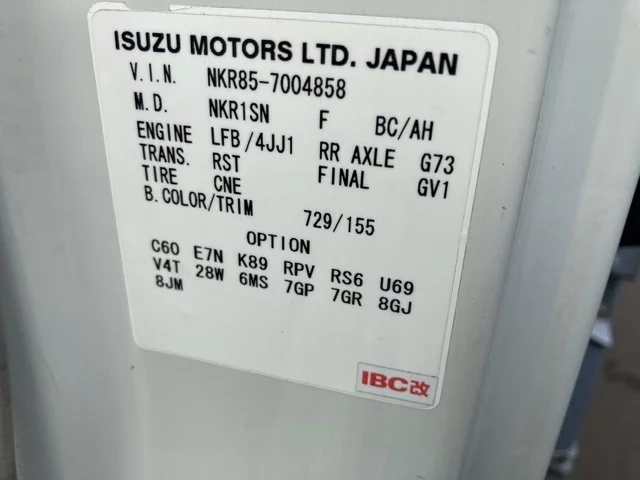 ISUZU MOTORS LTD. JAPAN
V.I.N. NKR85-7004858
M.D. NKR1SN F BC/AH
ENGINE LFB/4JJ1 RR AXLE G73
TRANS. RST FINAL GV1
TIRE CNE
B.COLOR/TRIM 729/155
OPTION
C60 E7N K89 RPV RS6 U69
V4T 28W 6MS 7GP 7GR 8GJ
8JM
IBC改